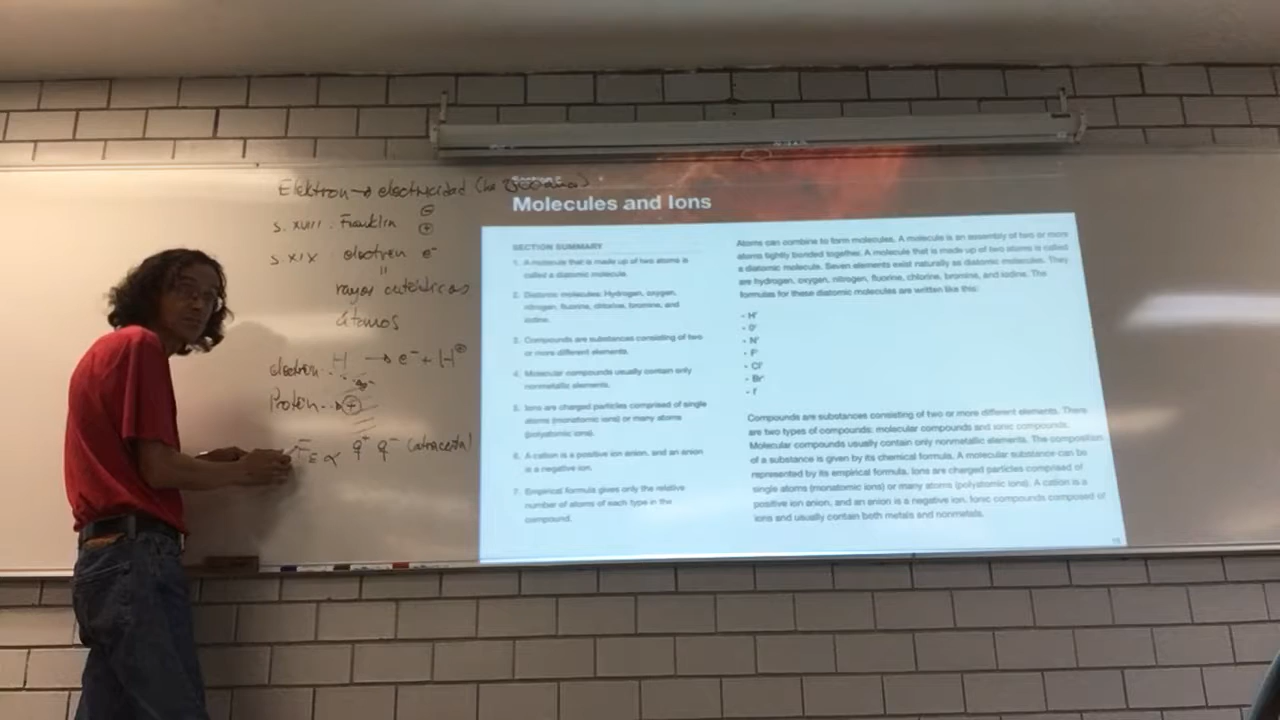 Elektron → electricidad
s. XVIII. Franklin ⊖ ⊕
s. XIX electron e⁻
=
rayos catódicos
átomos
electron. H → e⁻ + H⊕
Proton → ⊕
F_E ∝ q⁺ q⁻
Molecules and Ions
SECTION SUMMARY
1. A molecule that is made up of two atoms is
called a diatomic molecule.
2. Diatomic molecules: Hydrogen, oxygen,
nitrogen, fluorine, chlorine, bromine, and
iodine.
3. Compounds are substances consisting of two
or more different elements.
4. Molecular compounds usually contain only
nonmetallic elements.
5. Ions are charged particles comprised of single
atoms (monatomic ions) or many atoms
(polyatomic ions).
6. A cation is a positive ion anion, and an anion
is a negative ion.
7. Empirical formula gives only the relative
number of atoms of each type in the
compound.
Atoms can combine to form molecules. A molecule is an assembly of two or more
atoms tightly bonded together. A molecule that is made up of two atoms is called
a diatomic molecule. Seven elements exist naturally as diatomic molecules. They
are hydrogen, oxygen, nitrogen, fluorine, chlorine, bromine, and iodine. The
formulas for these diatomic molecules are written like this:
Compounds are substances consisting of two or more different elements. There
are two types of compounds: molecular compounds and ionic compounds.
Molecular compounds usually contain only nonmetallic elements. The composition
of a substance is given by its chemical formula. A molecular substance can be
represented by its empirical formula. Ions are charged particles comprised of
single atoms (monatomic ions) or many atoms (polyatomic ions). A cation is a
positive ion anion, and an anion is a negative ion. Ionic compounds composed of
ions and usually contain both metals and nonmetals.